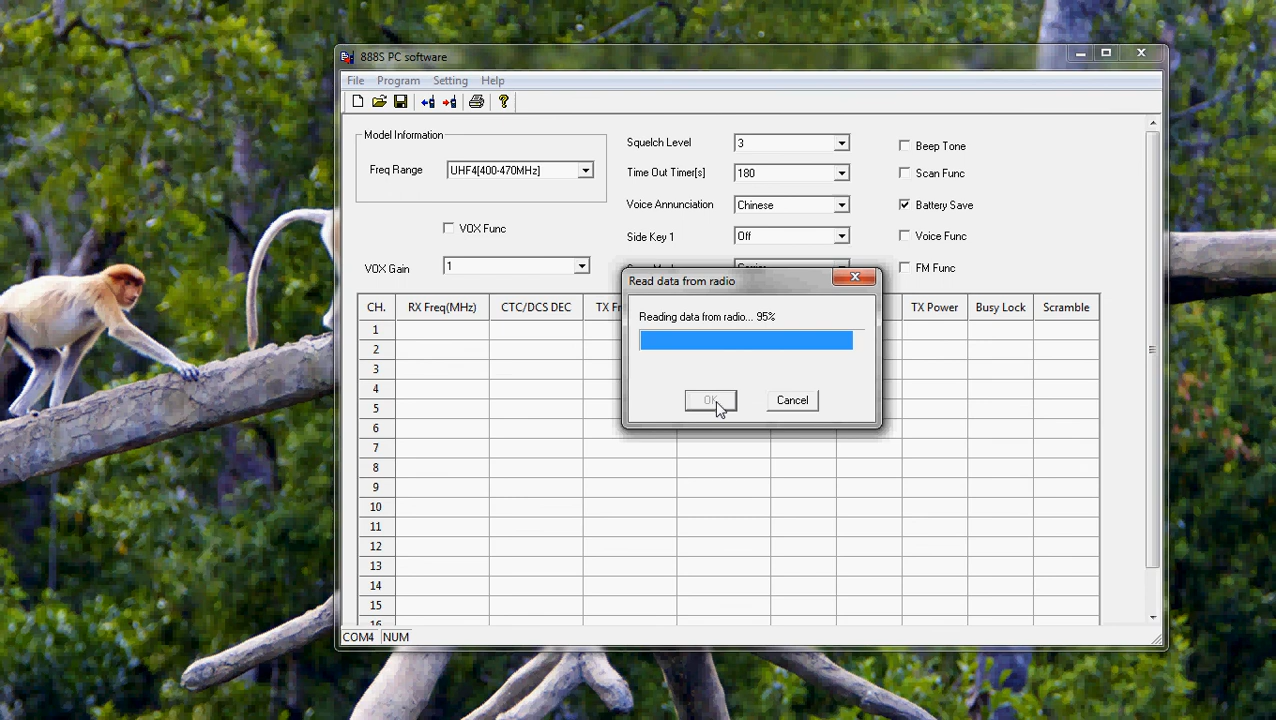 888S PC software
File Program Setting Help
Model Information
Freq Range UHF4[400-470MHz]
VOX Func
VOX Gain 1
Squelch Level 3
Time Out Timer[s] 180
Voice Annunciation Chinese
Side Key 1 Off
Beep Tone
Scan Func
Battery Save
Voice Func
FM Func
Read data from radio
Reading data from radio... 95%
OK Cancel
CH. RX Freq(MHz) CTC/DCS DEC TX Fr TX Power Busy Lock Scramble
1
2
3
4
5
6
7
8
9
10
11
12
13
14
15
16
COM4 NUM